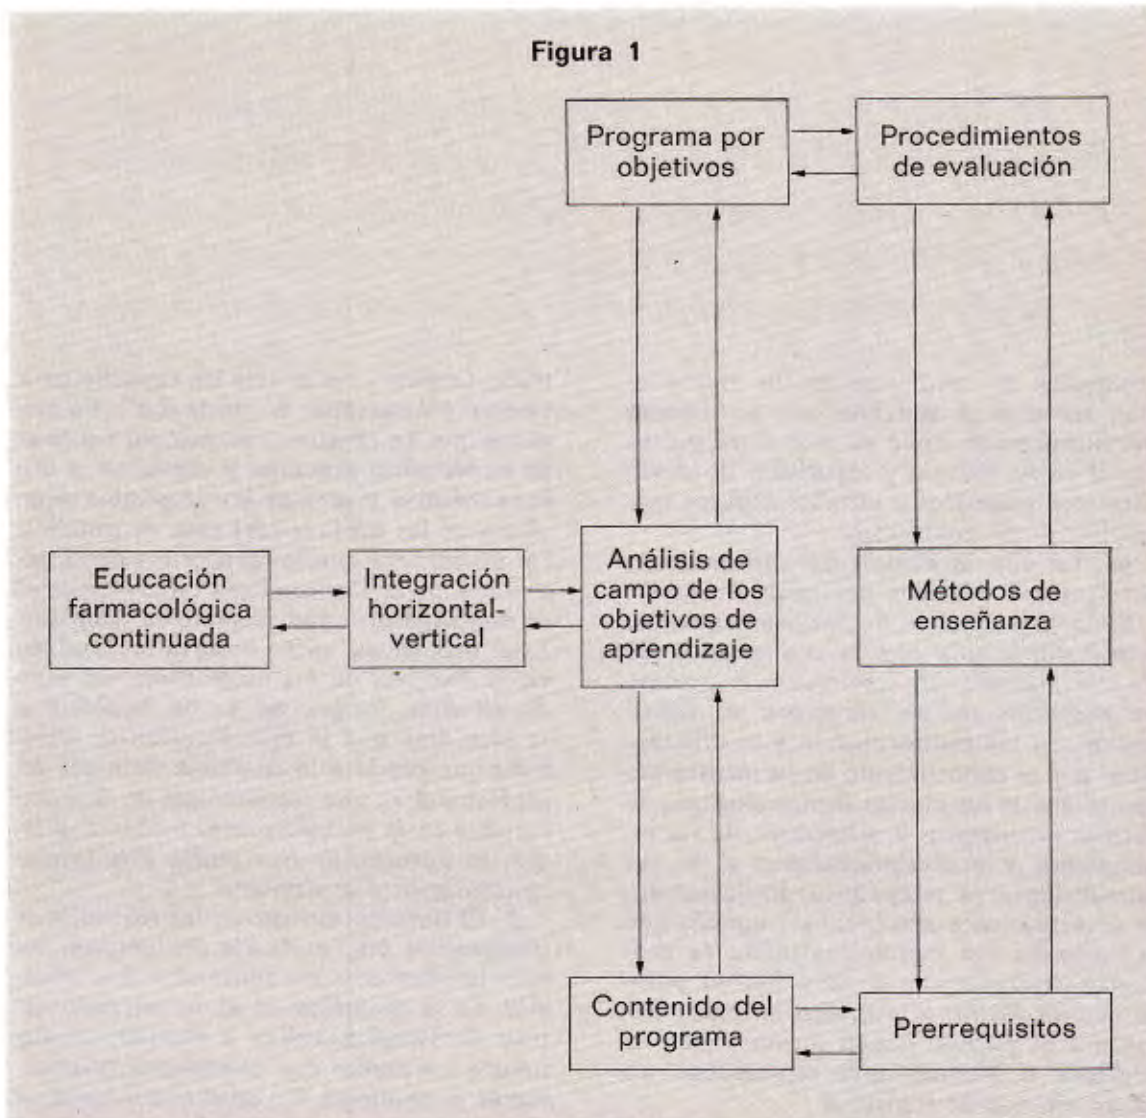 Figura 1
Programa por
objetivos
Procedimientos
de evaluación
Educación
farmacológica
continuada
Integración
horizontal-
vertical
Análisis de
campo de los
objetivos de
aprendizaje
Métodos de
enseñanza
Contenido del
programa
Prerrequisitos